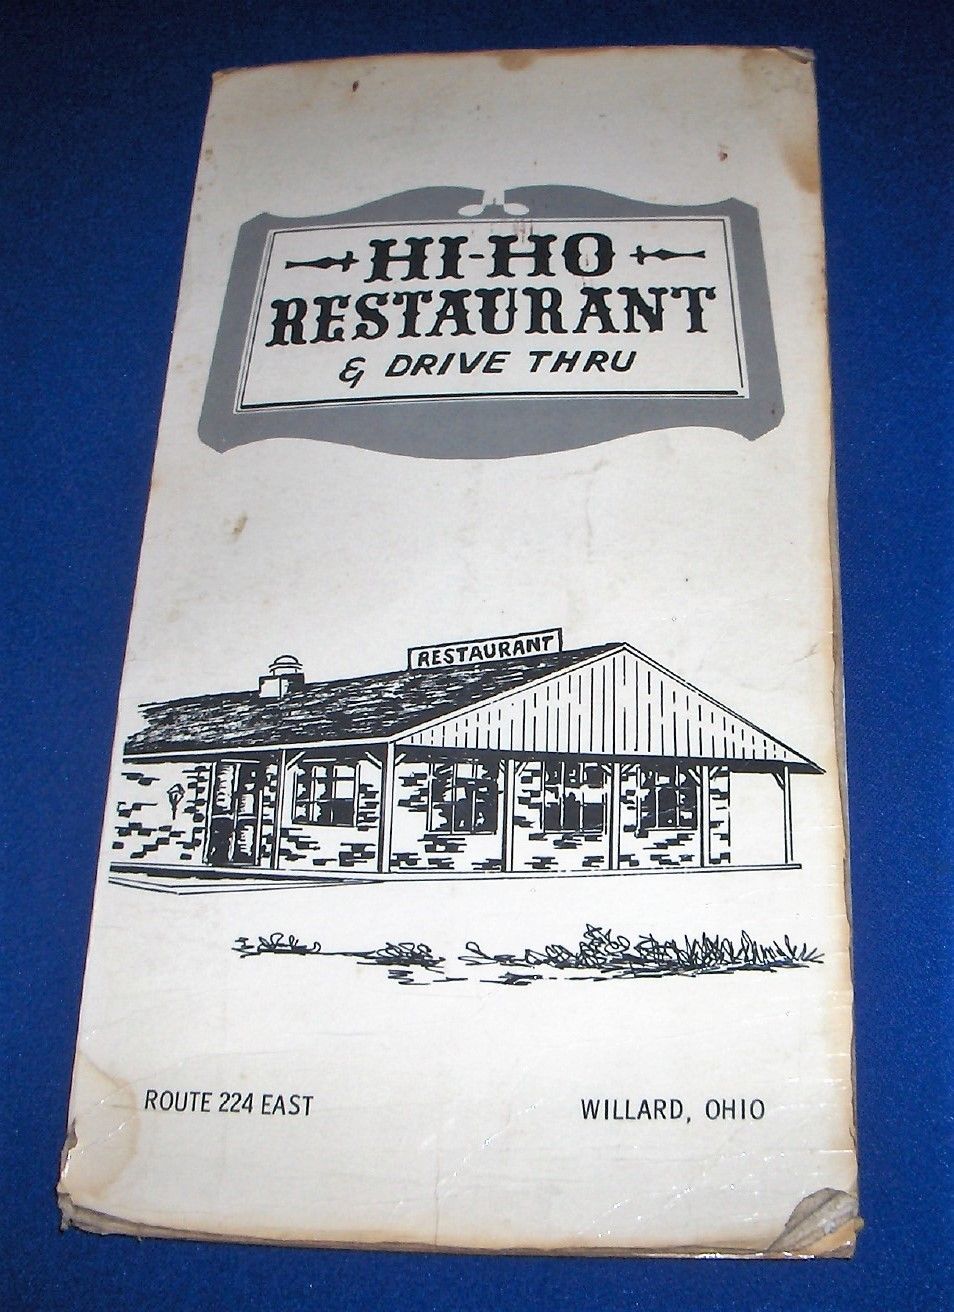 HI-HO
RESTAURANT
& DRIVE THRU
RESTAURANT
ROUTE 224 EAST
WILLARD, OHIO